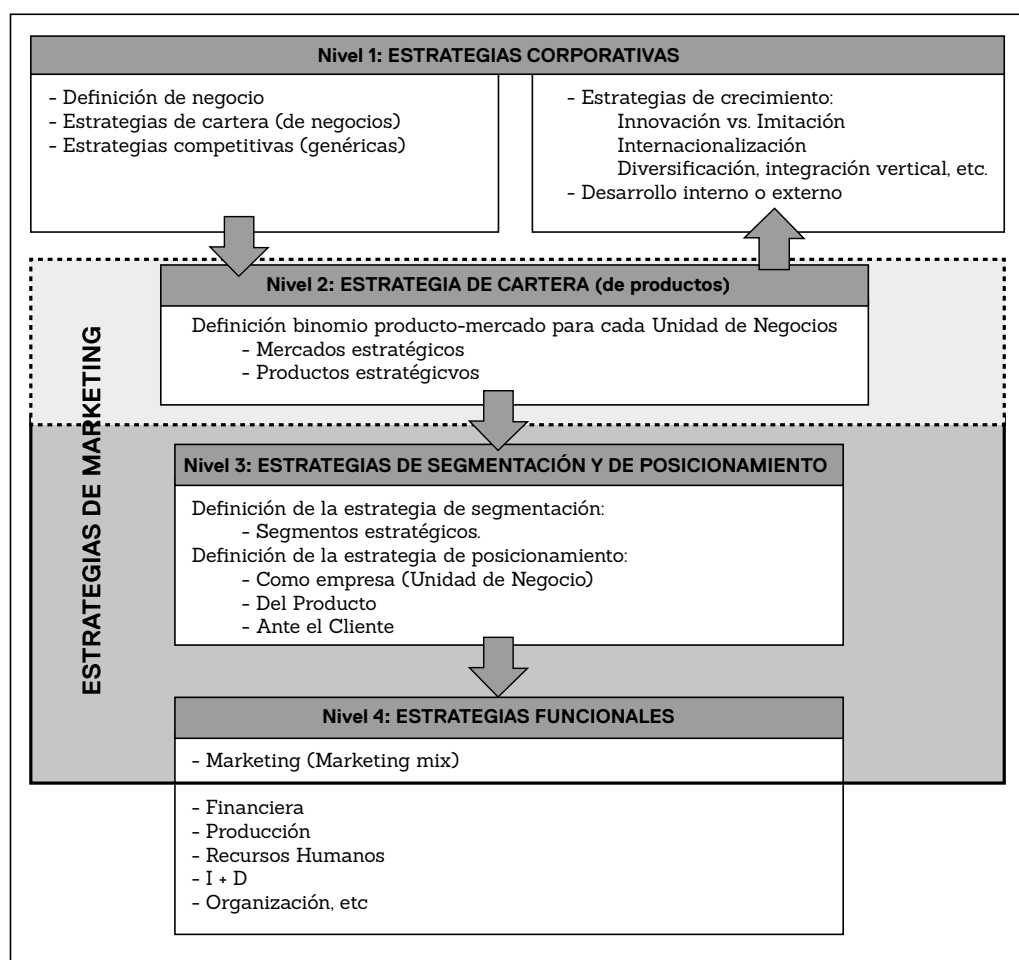 Nivel 1: ESTRATEGIAS CORPORATIVAS
- Definición de negocio
- Estrategias de cartera (de negocios)
- Estrategias competitivas (genéricas)
- Estrategias de crecimiento:
Innovación vs. Imitación
Internacionalización
Diversificación, integración vertical, etc.
- Desarrollo interno o externo
ESTRATEGIAS DE MARKETING
Nivel 2: ESTRATEGIA DE CARTERA (de productos)
Definición binomio producto-mercado para cada Unidad de Negocios
- Mercados estratégicos
- Productos estratégicvos
Nivel 3: ESTRATEGIAS DE SEGMENTACIÓN Y DE POSICIONAMIENTO
Definición de la estrategia de segmentación:
- Segmentos estratégicos.
Definición de la estrategia de posicionamiento:
- Como empresa (Unidad de Negocio)
- Del Producto
- Ante el Cliente
Nivel 4: ESTRATEGIAS FUNCIONALES
- Marketing (Marketing mix)
- Financiera
- Producción
- Recursos Humanos
- I + D
- Organización, etc